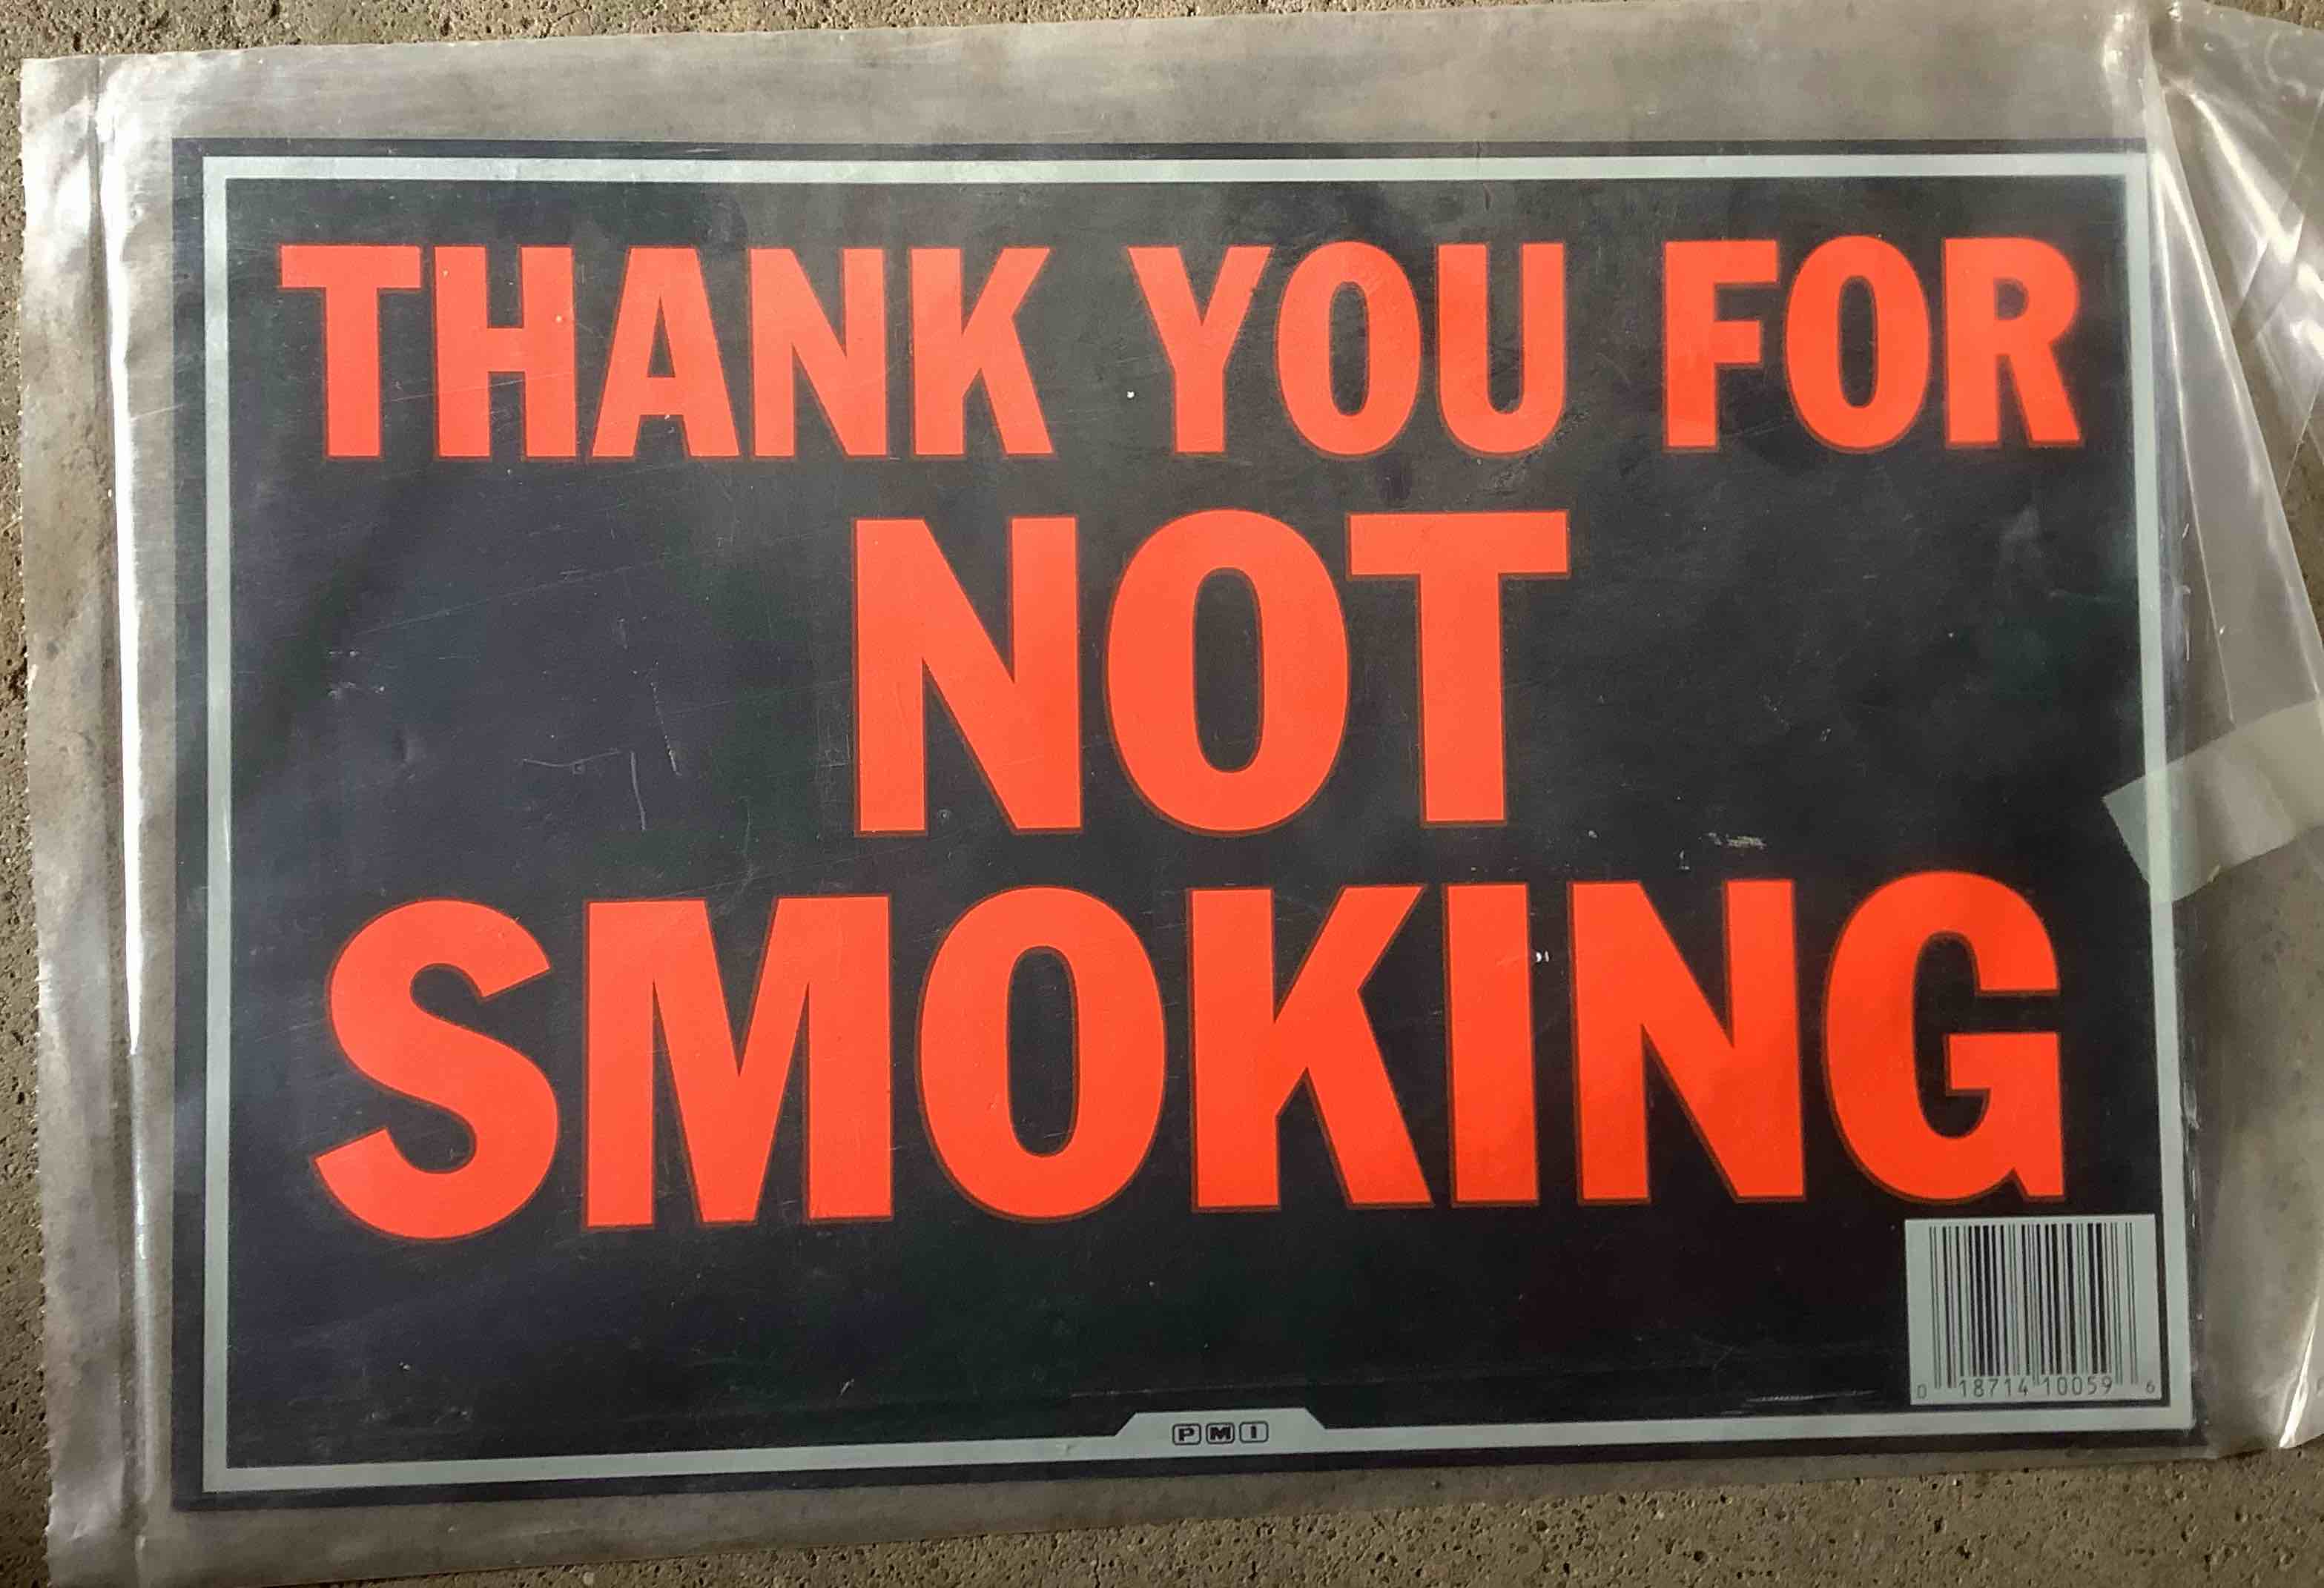 THANK YOU FOR
NOT
SMOKING
0 18714 10059 6
PMI